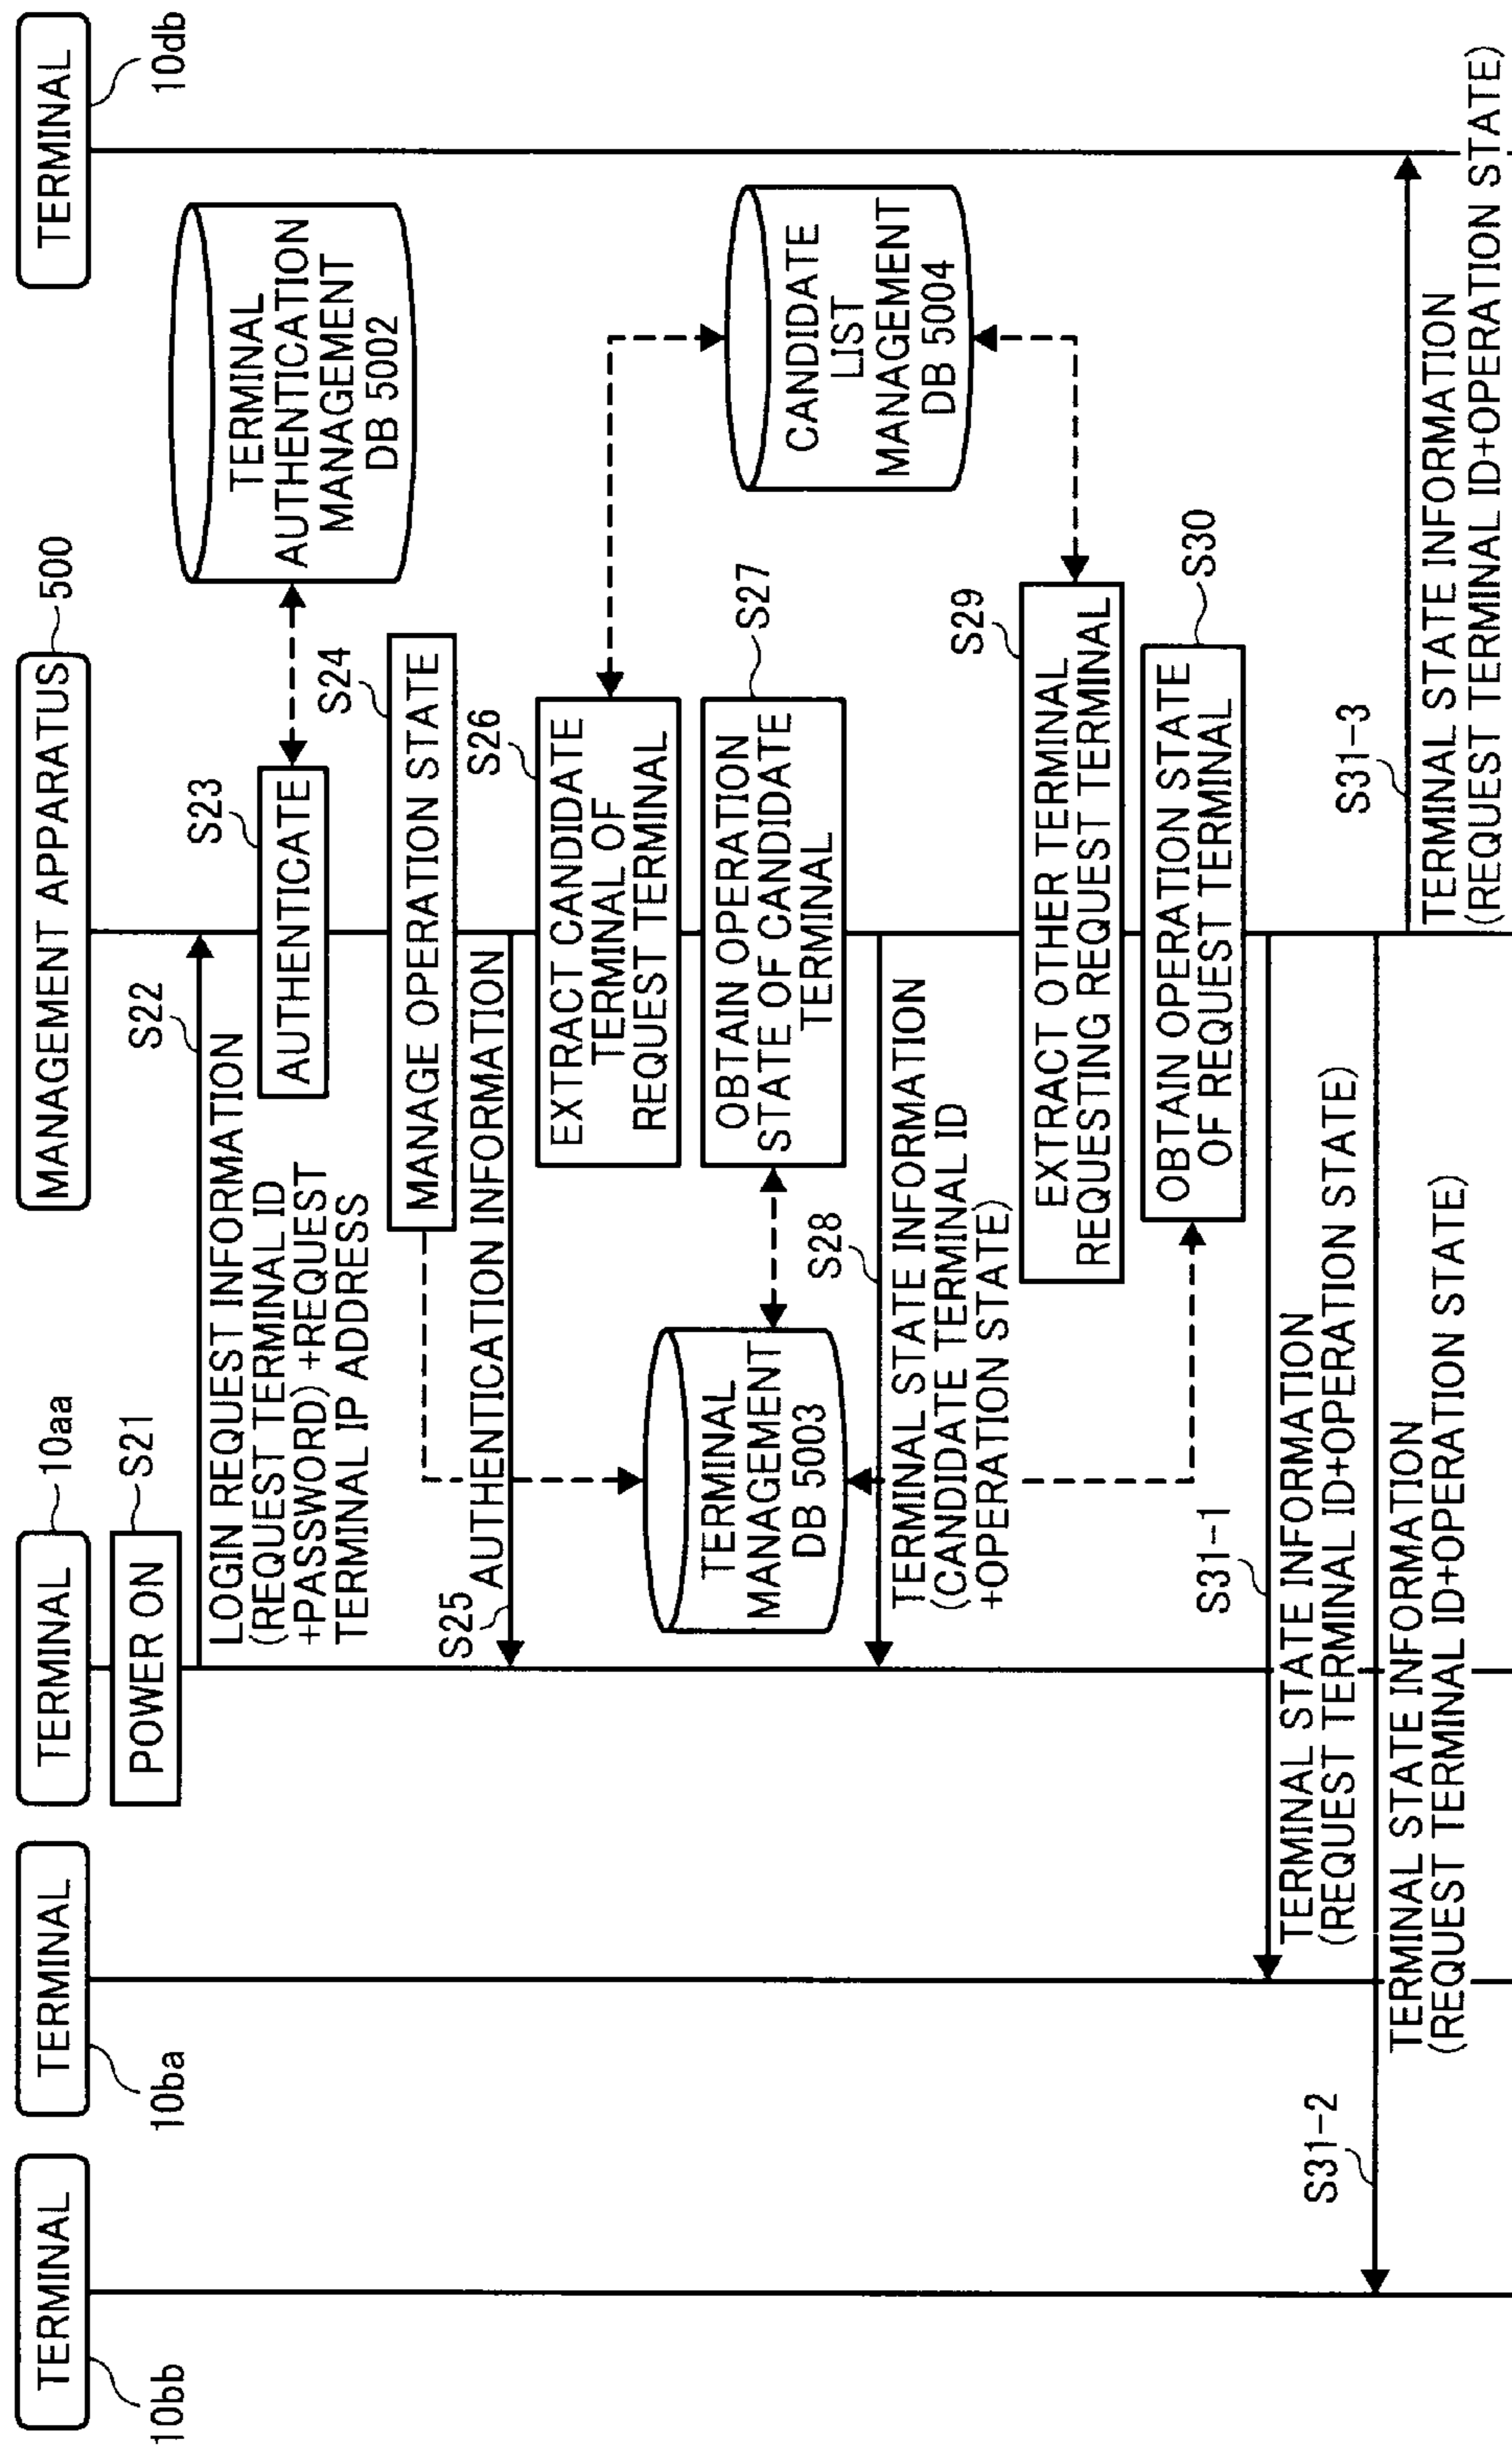 TERMINAL
10bb
TERMINAL
10ba
TERMINAL
10aa
MANAGEMENT APPARATUS
500
TERMINAL
10db
POWER ON
S21
S22
LOGIN REQUEST INFORMATION
(REQUEST TERMINAL ID
+PASSWORD) +REQUEST
TERMINAL IP ADDRESS
S23
AUTHENTICATE
TERMINAL
AUTHENTICATION
MANAGEMENT
DB 5002
S24
MANAGE OPERATION STATE
S25
AUTHENTICATION INFORMATION
S26
EXTRACT CANDIDATE
TERMINAL OF
REQUEST TERMINAL
S27
OBTAIN OPERATION
STATE OF CANDIDATE
TERMINAL
TERMINAL
MANAGEMENT
DB 5003
CANDIDATE
LIST
MANAGEMENT
DB 5004
S28
TERMINAL STATE INFORMATION
(CANDIDATE TERMINAL ID
+OPERATION STATE)
S29
EXTRACT OTHER TERMINAL
REQUESTING REQUEST TERMINAL
S30
OBTAIN OPERATION STATE
OF REQUEST TERMINAL
S31-1
TERMINAL STATE INFORMATION
(REQUEST TERMINAL ID+OPERATION STATE)
S31-2
TERMINAL STATE INFORMATION
(REQUEST TERMINAL ID+OPERATION STATE)
S31-3
TERMINAL STATE INFORMATION
(REQUEST TERMINAL ID+OPERATION STATE)